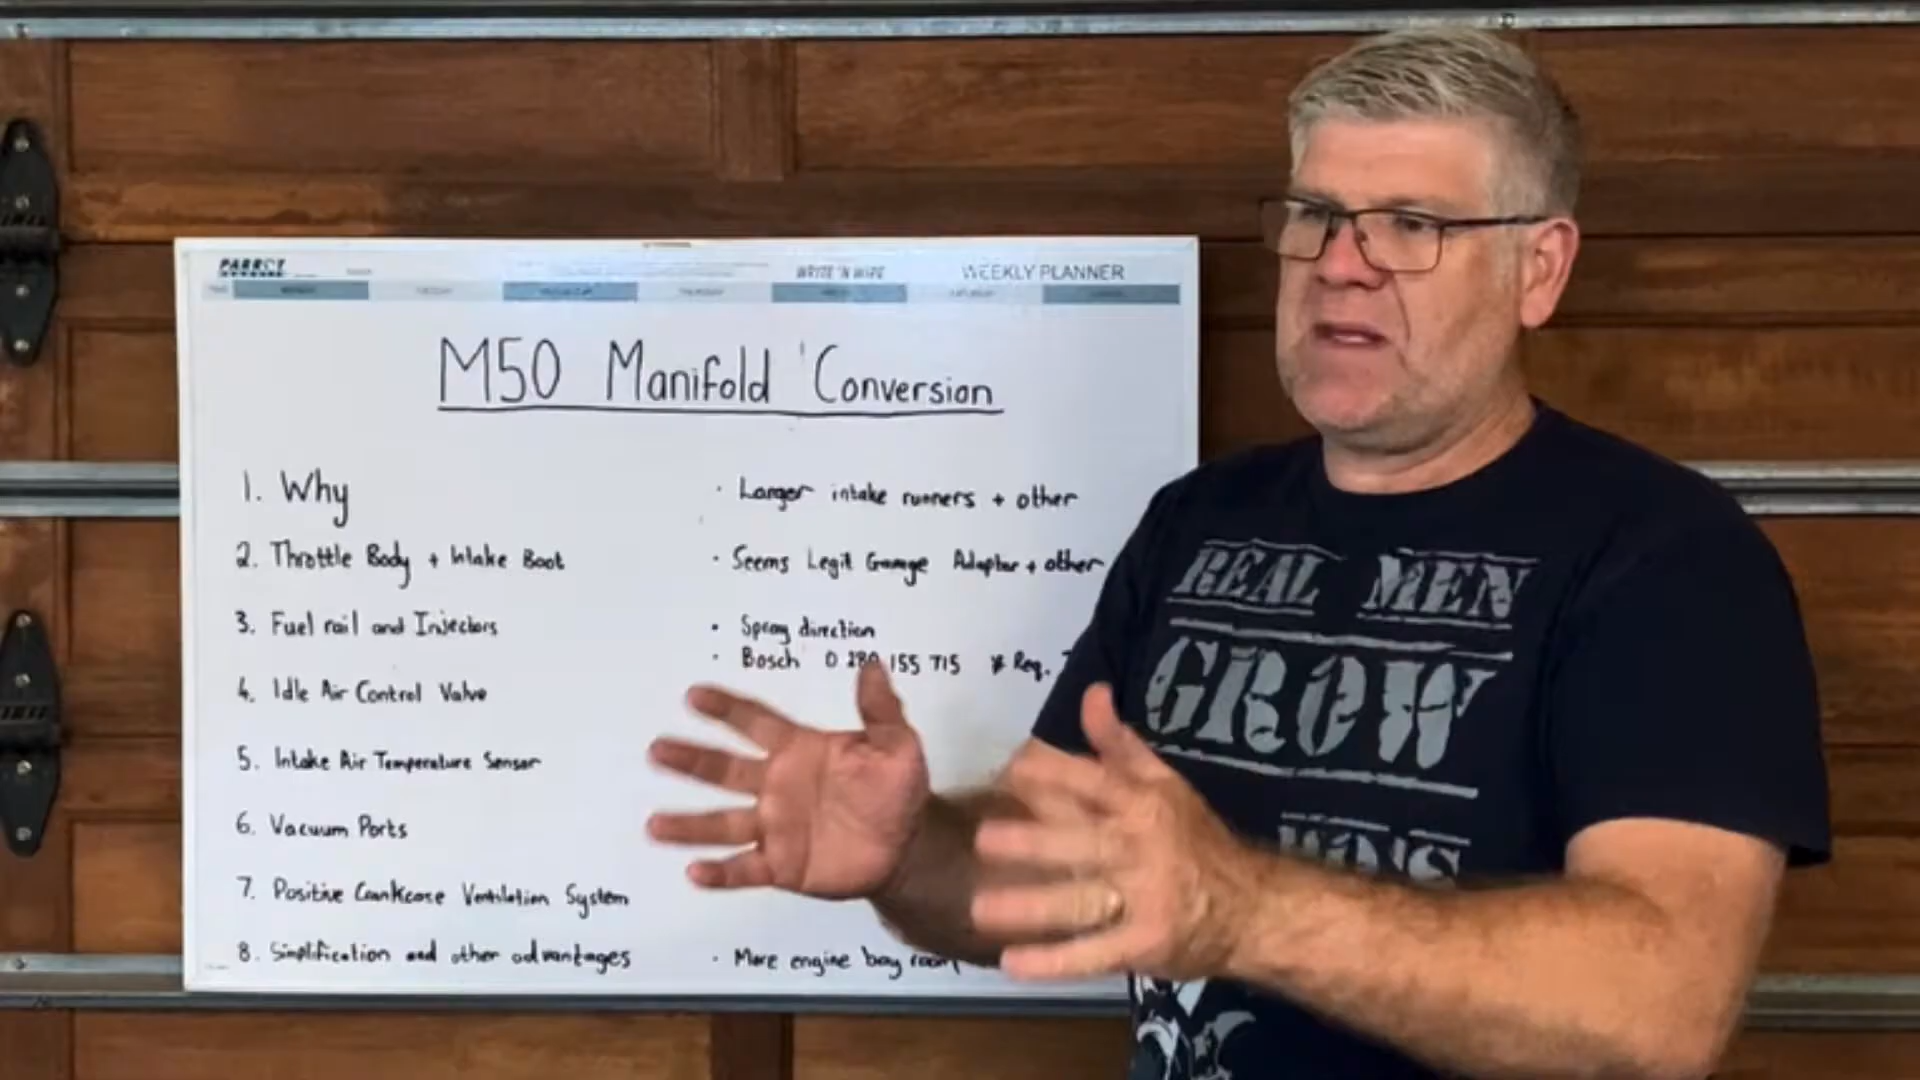 PARROT
WRITE 'N WIPE
WEEKLY PLANNER
M50 Manifold Conversion
1. Why
· Larger intake runners + other
2. Throttle Body + Intake Boot
· Seems Legit Garage Adapter + other
3. Fuel rail and Injectors
· Spray direction
· Bosch 0 280 155 715 * Req.
4. Idle Air Control Valve
5. Intake Air Temperature Sensor
6. Vacuum Ports
7. Positive Crankcase Ventilation System
8. Simplification and other advantages
· More engine bay room
REAL MEN
GROW